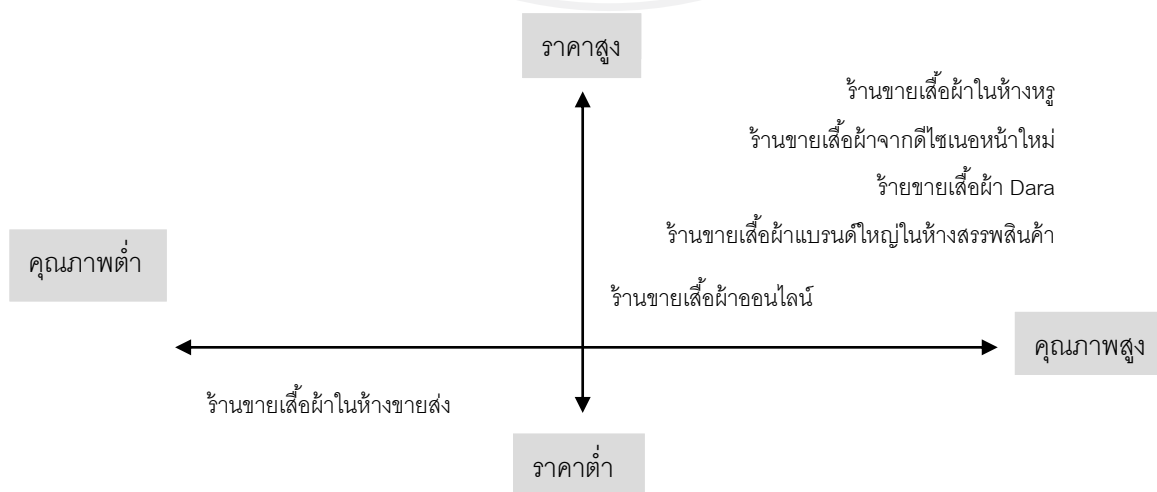 ราคาสูง
ร้านขายเสื้อผ้าในห้างหรู
ร้านขายเสื้อผ้าจากดีไซเนอหน้าใหม่
ร้ายขายเสื้อผ้า Dara
ร้านขายเสื้อผ้าแบรนด์ใหญ่ในห้างสรรพสินค้า
คุณภาพต่ำ
ร้านขายเสื้อผ้าออนไลน์
คุณภาพสูง
ร้านขายเสื้อผ้าในห้างขายส่ง
ราคาต่ำ